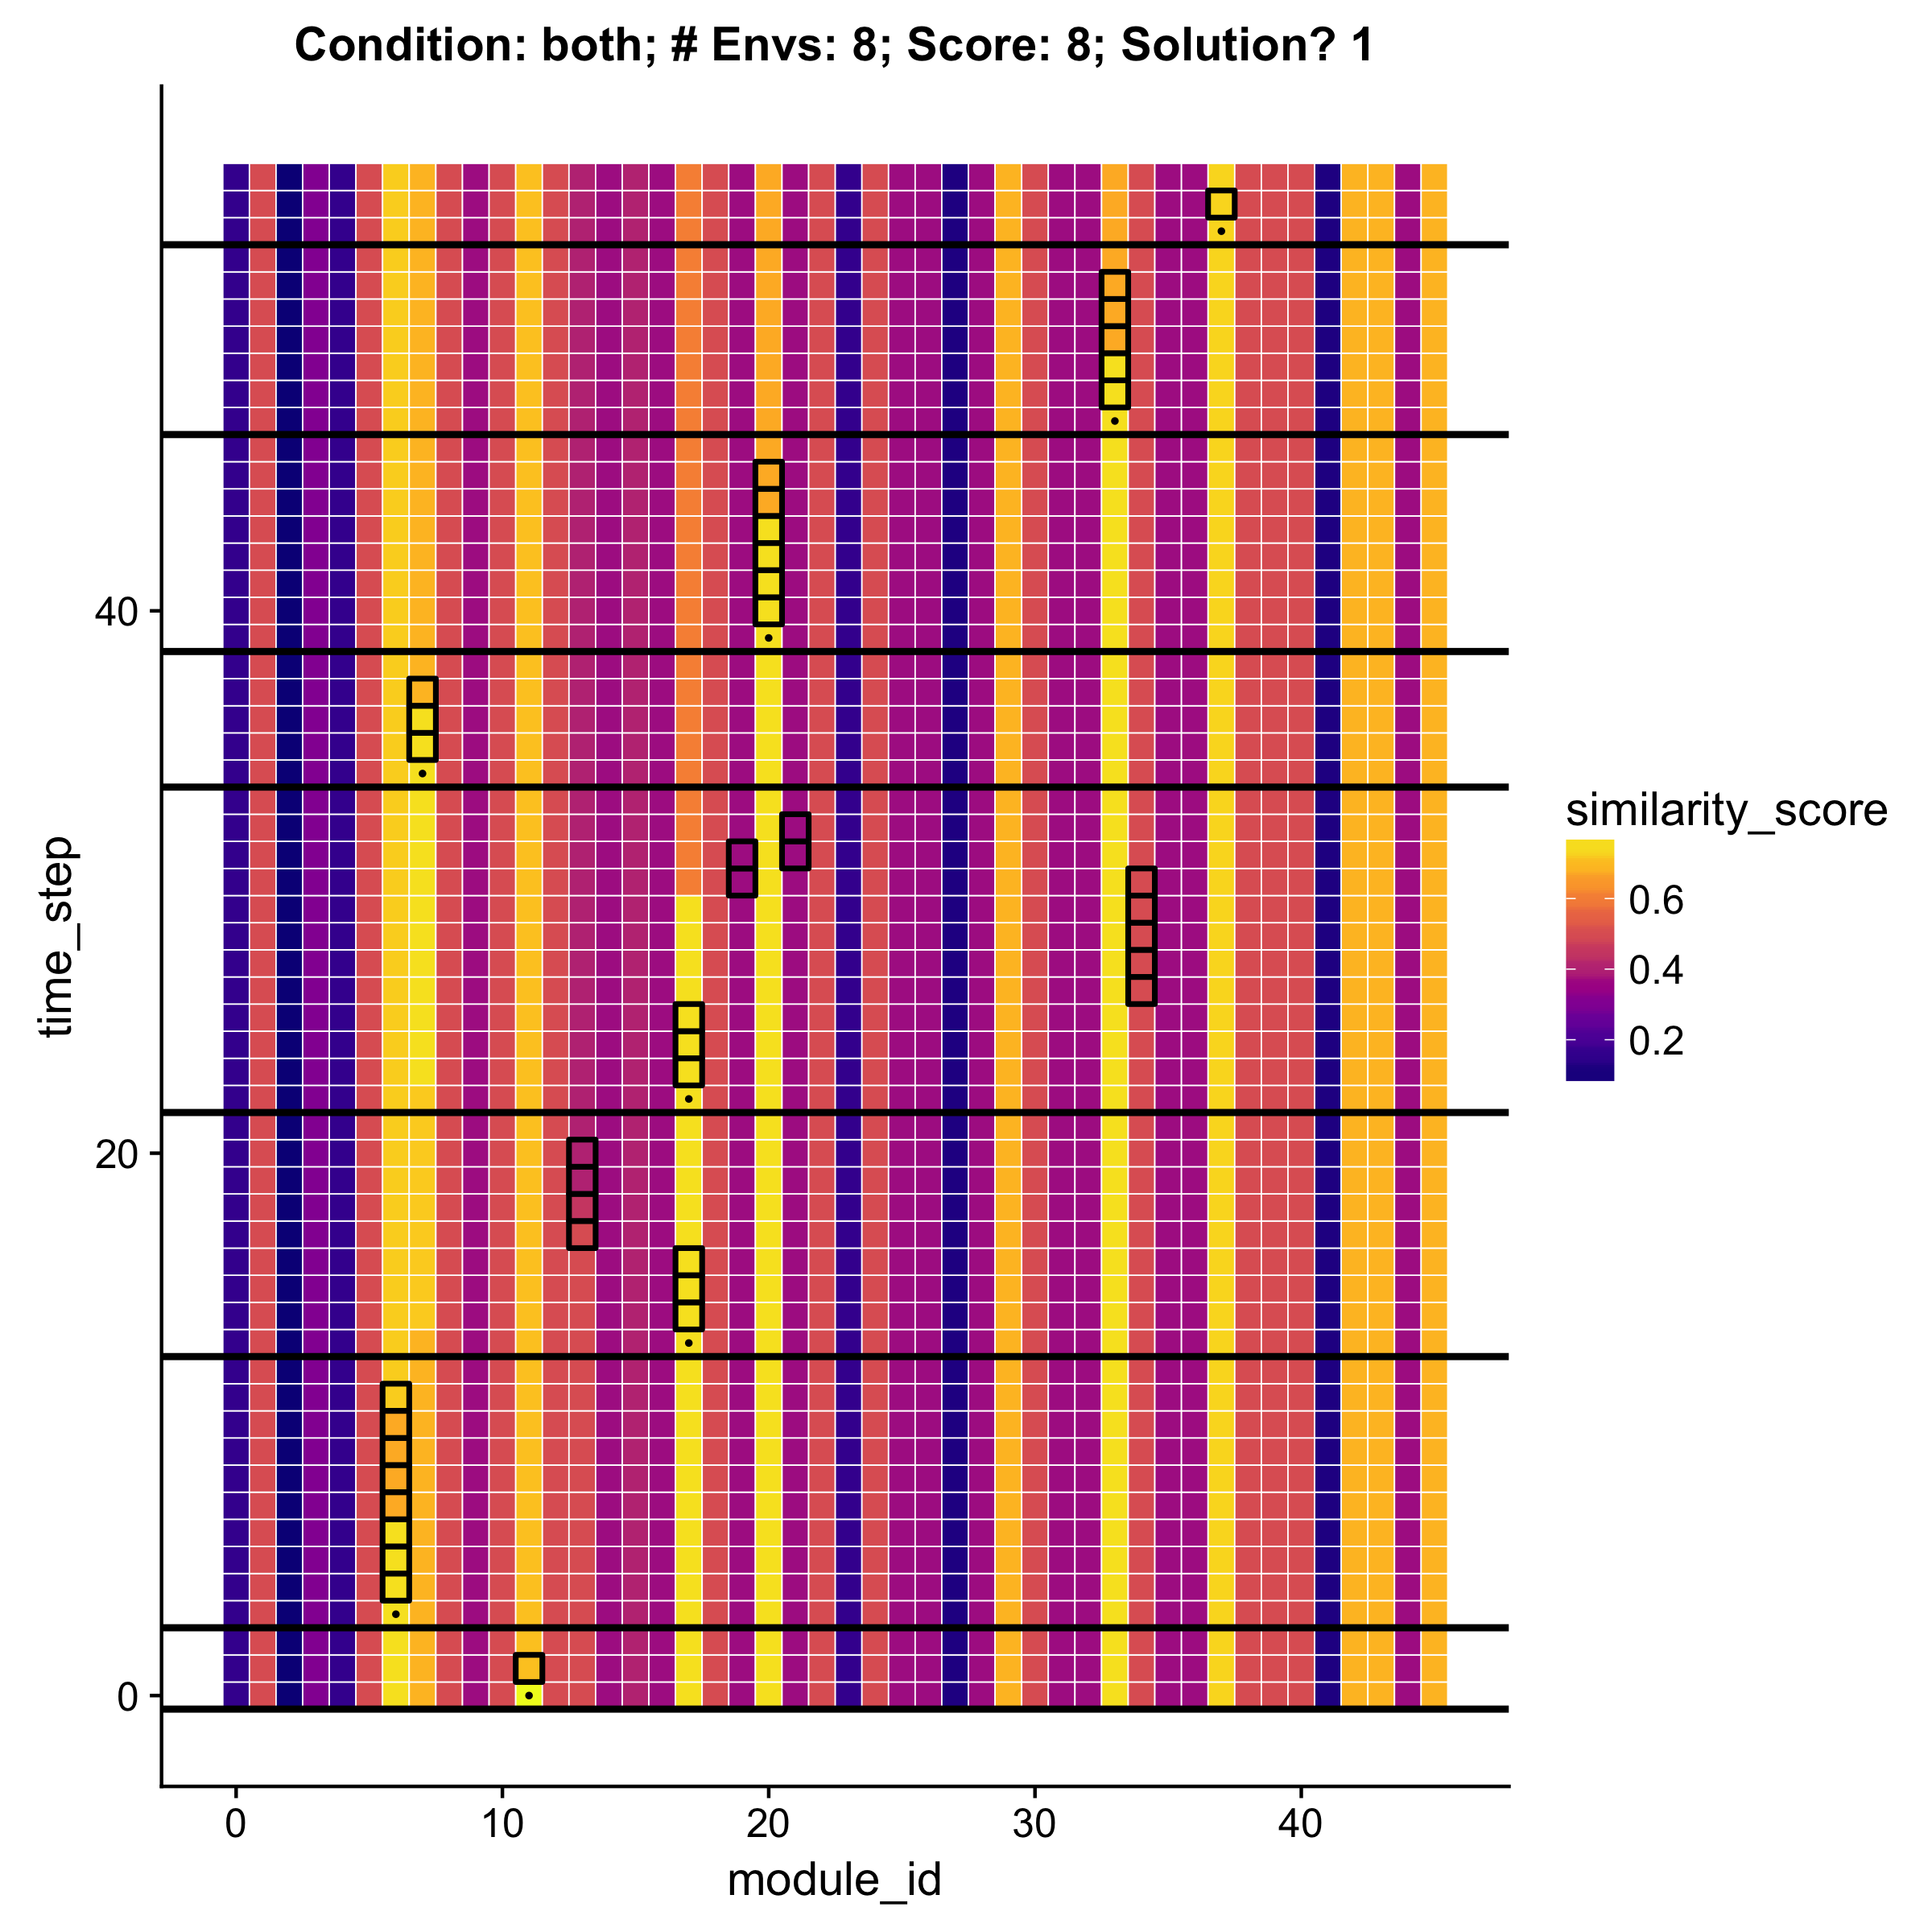 Condition: both; # Envs: 8; Score: 8; Solution? 1
time_step
40
20
0
0 10 20 30 40
module_id
similarity_score
0.6
0.4
0.2